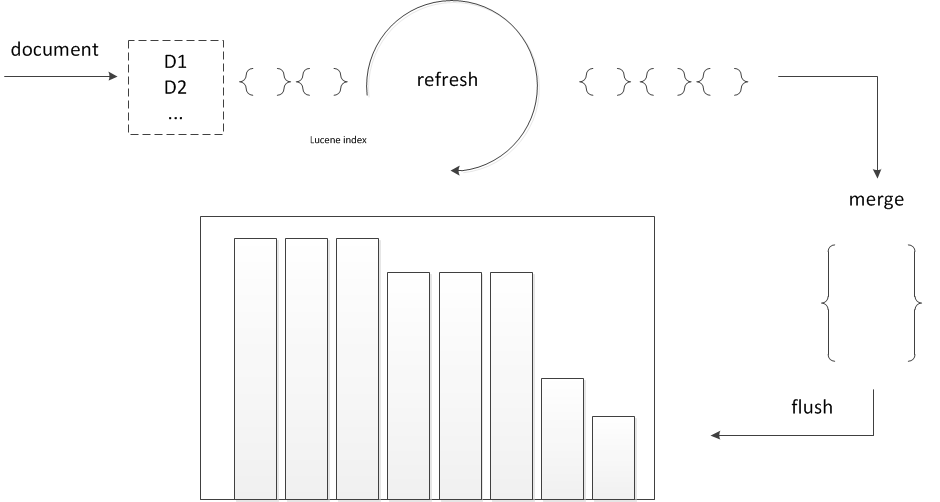 document
D1
D2
...
refresh
Lucene index
merge
flush